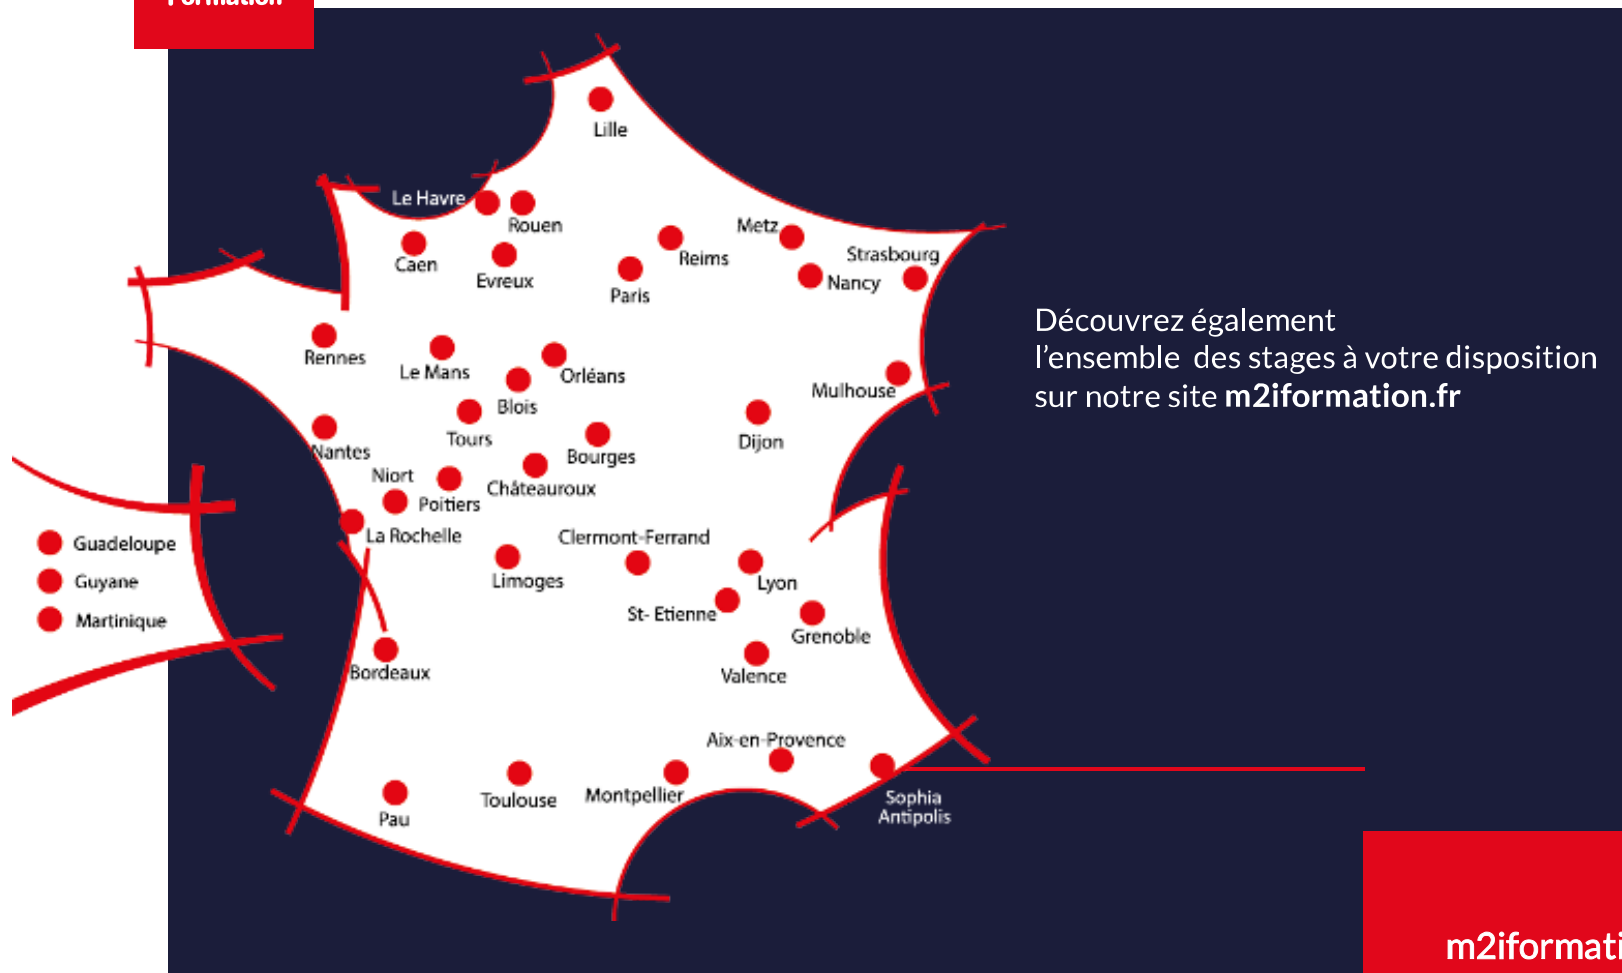 Formation
Lille
Le Havre
Rouen
Metz
Caen
Reims
Strasbourg
Evreux
Nancy
Paris
Découvrez également
l'ensemble des stages à votre disposition
sur notre site m2iformation.fr
Rennes
Le Mans
Orléans
Mulhouse
Blois
Tours
Dijon
Nantes
Bourges
Niort
Châteauroux
Poitiers
La Rochelle
Clermont-Ferrand
Guadeloupe
Guyane
Martinique
Limoges
Lyon
St- Etienne
Grenoble
Bordeaux
Valence
Aix-en-Provence
Toulouse
Montpellier
Sophia
Antipolis
Pau
m2iformati